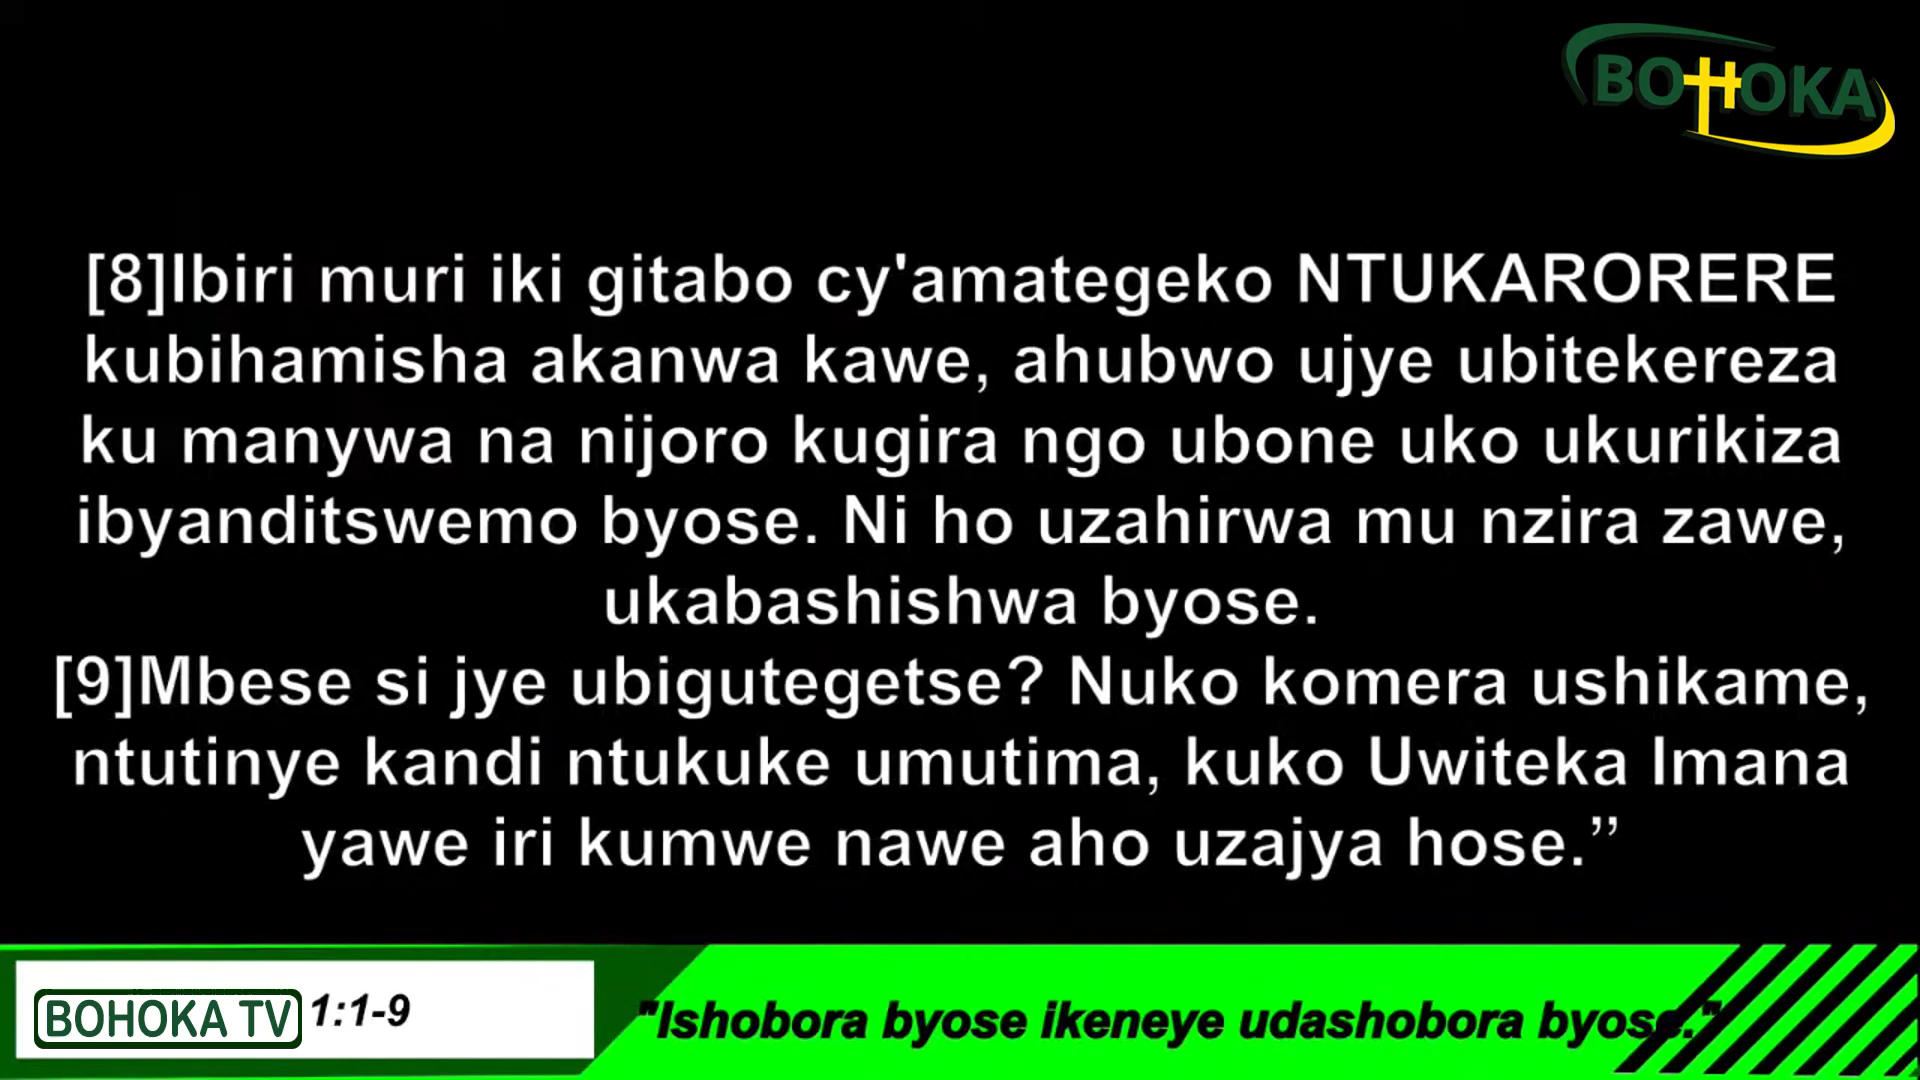 BOHOKA
[8]Ibiri muri iki gitabo cy'amategeko NTUKARORERE
kubihamisha akanwa kawe, ahubwo ujye ubitekereza
ku manywa na nijoro kugira ngo ubone uko ukurikiza
ibyanditswemo byose. Ni ho uzahirwa mu nzira zawe,
ukabashishwa byose.
[9]Mbese si jye ubigutegetse? Nuko komera ushikame,
ntutinye kandi ntukuke umutima, kuko Uwiteka Imana
yawe iri kumwe nawe aho uzajya hose.”
BOHOKA TV 1:1-9
"Ishobora byose ikeneye udashobora byose."